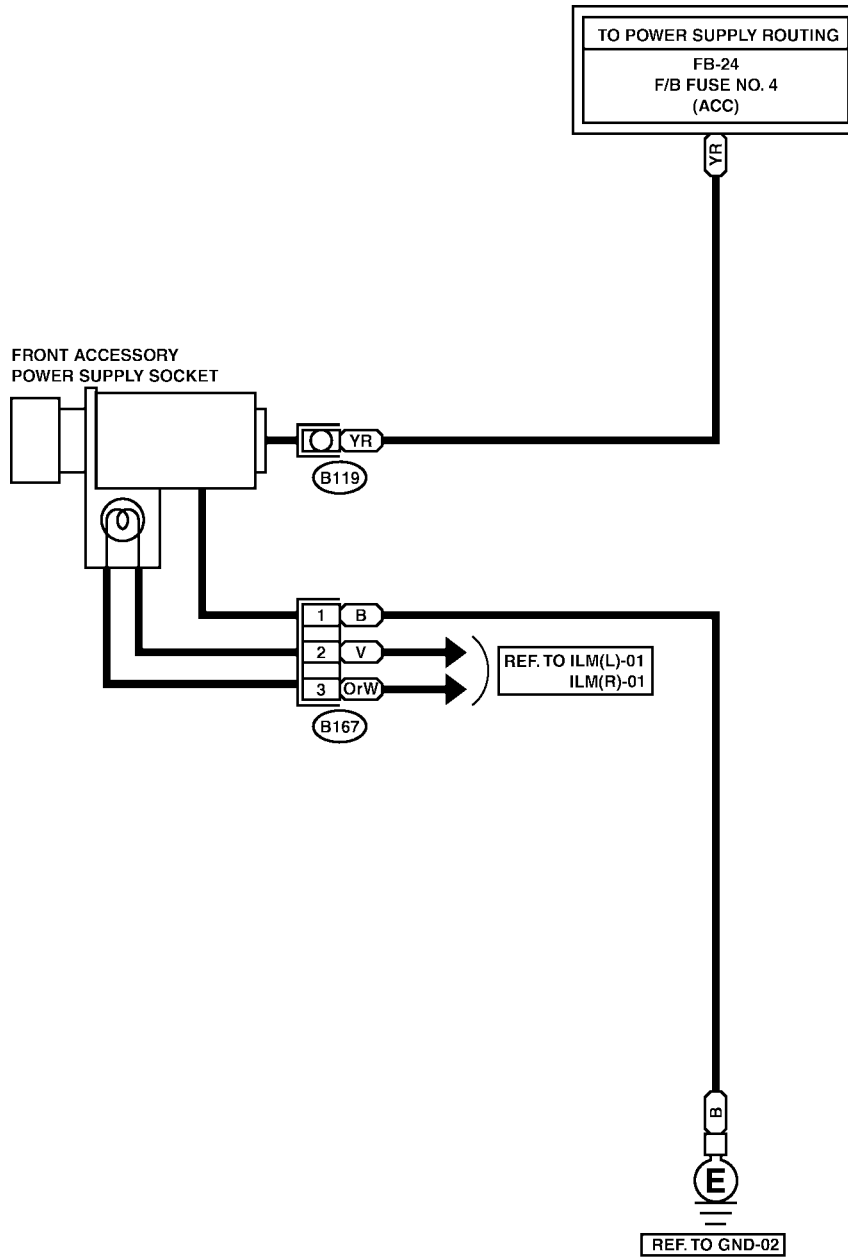 TO POWER SUPPLY ROUTING
FB-24
F/B FUSE NO. 4
(ACC)
YR
FRONT ACCESSORY
POWER SUPPLY SOCKET
YR
B119
1 B
2 V
3 OrW
REF. TO ILM(L)-01
ILM(R)-01
B167
B
E
REF. TO GND-02